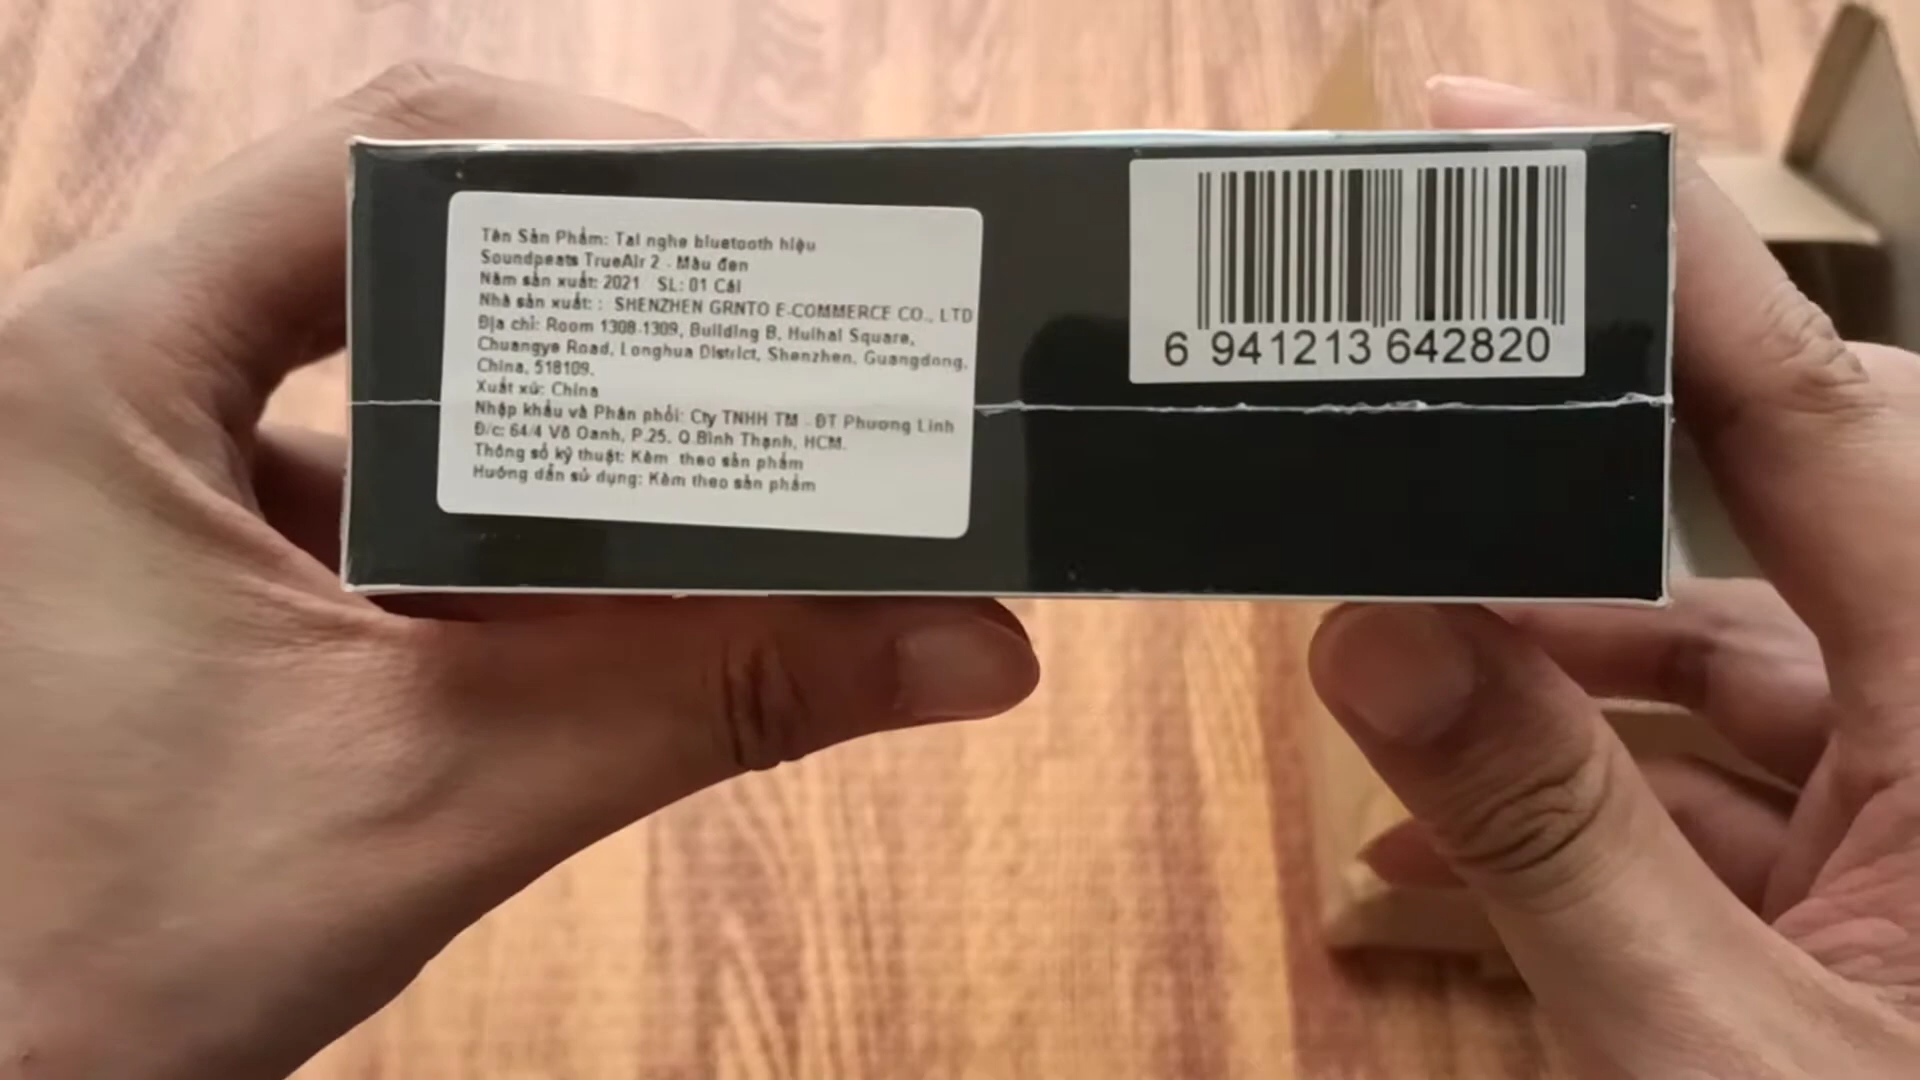 Tên Sản Phẩm: Tai nghe bluetooth hiệu
Soundpeats TrueAir 2 - Màu đen
Năm sản xuất: 2021 SL: 01 Cái
Nhà sản xuất: : SHENZHEN GRNTO E-COMMERCE CO., LTD
Địa chỉ: Room 1308-1309, Building B, Huihai Square,
Chuangye Road, Longhua District, Shenzhen, Guangdong,
China, 518109.
Xuất xứ: China
Nhập khẩu và Phân phối: Cty TNHH TM - ĐT Phương Linh
Đ/c: 64/4 Võ Oanh, P.25, Q.Bình Thạnh, HCM.
Thông số kỹ thuật: Kèm theo sản phẩm
Hướng dẫn sử dụng: Kèm theo sản phẩm
6 941213 642820